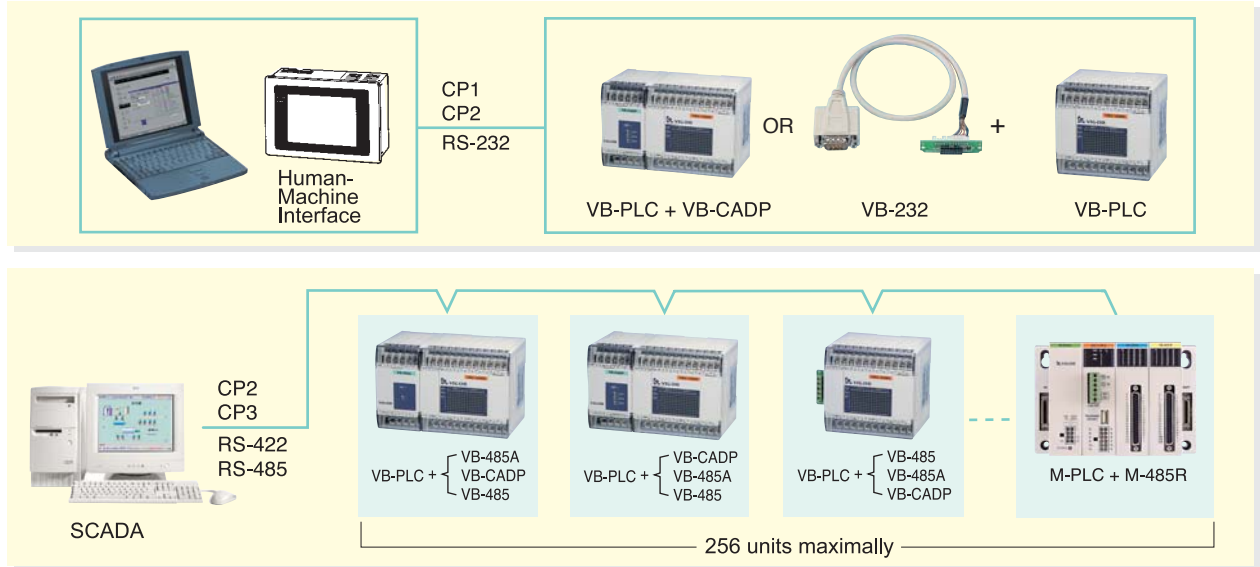 CP1
CP2
RS-232
Human-
Machine
Interface
OR
+
VB-PLC + VB-CADP
VB-232
VB-PLC
CP2
CP3
RS-422
RS-485
SCADA
VB-PLC +
VB-485A
VB-CADP
VB-485
VB-PLC +
VB-CADP
VB-485A
VB-485
VB-PLC +
VB-485
VB-485A
VB-CADP
M-PLC + M-485R
256 units maximally